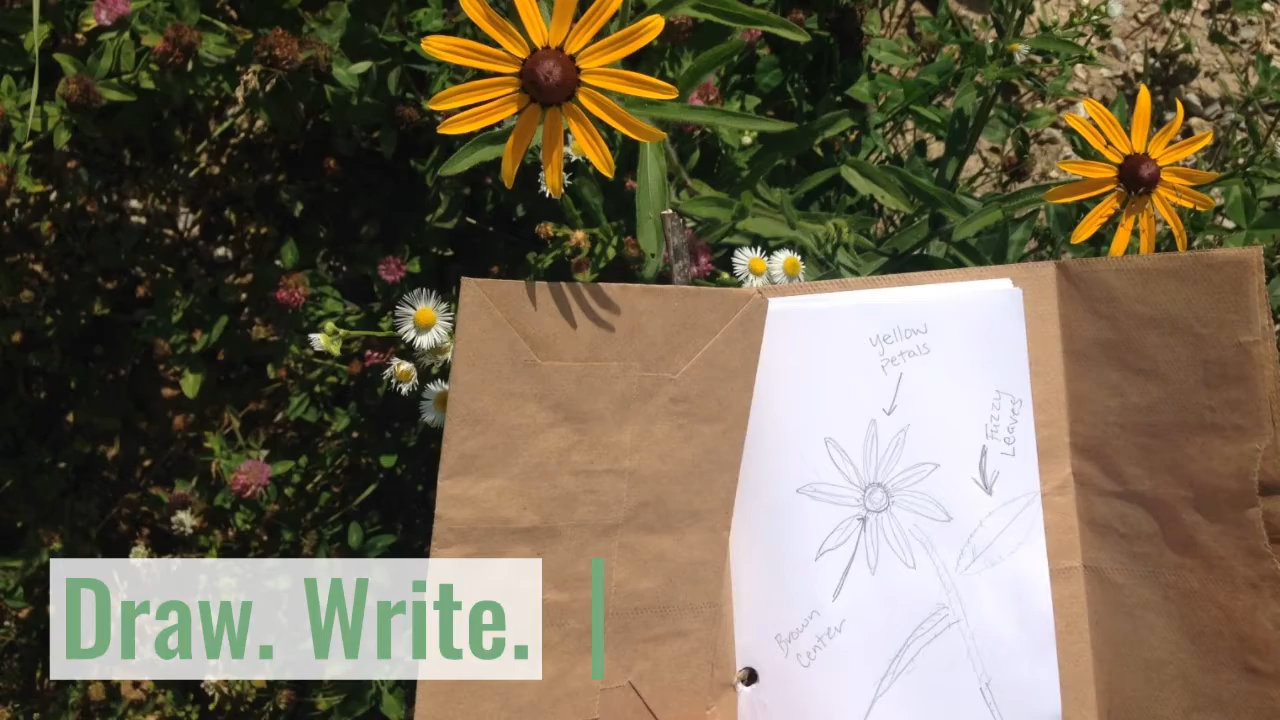 yellow
petals
Fuzzy
Leaves
Brown
Center
Draw. Write.